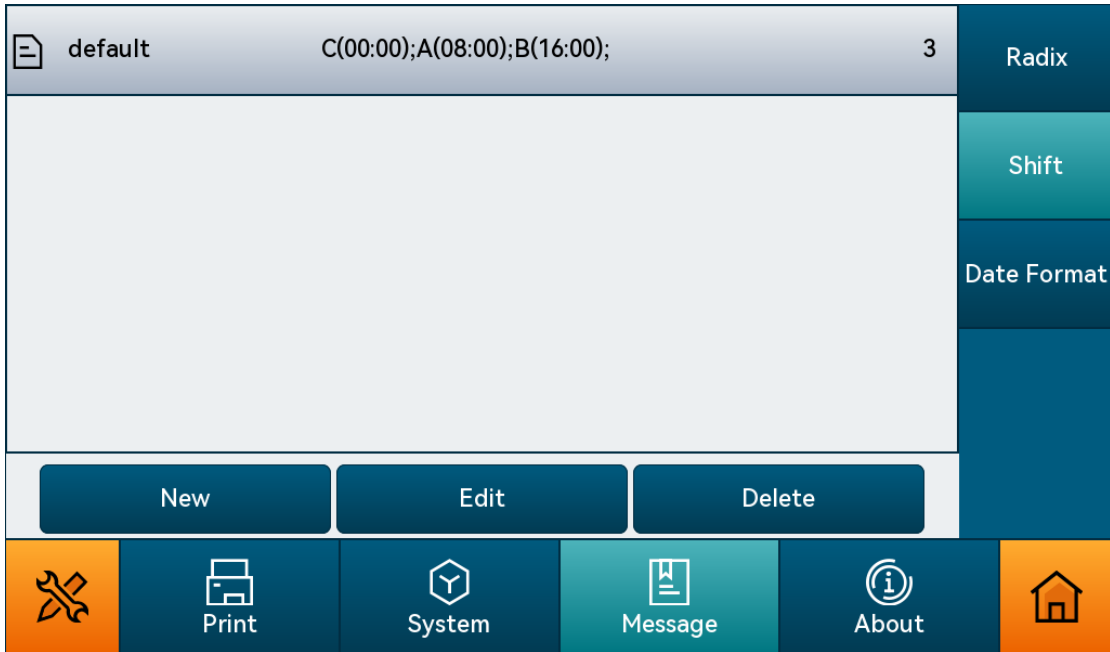 default C(00:00);A(08:00);B(16:00); 3
Radix
Shift
Date Format
New Edit Delete
Print System Message About